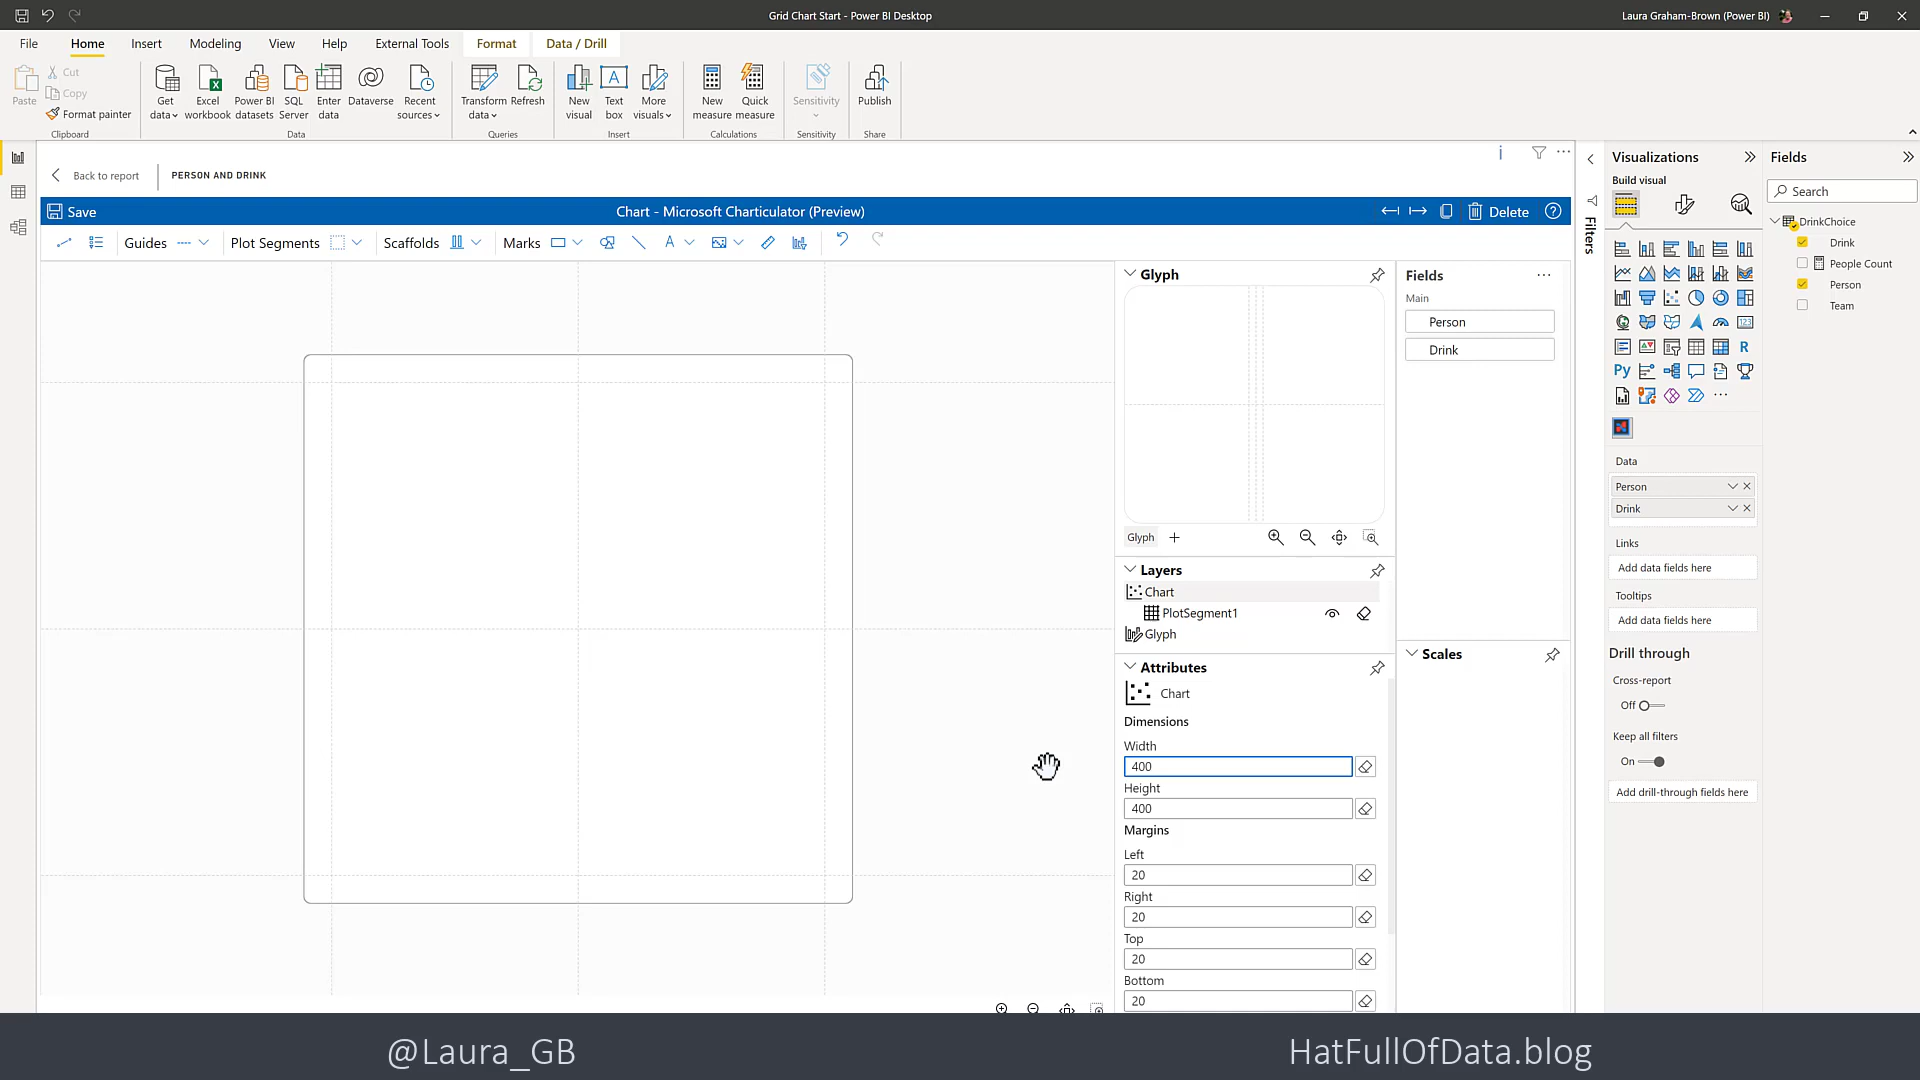 Grid Chart Start - Power BI Desktop
Laura Graham-Brown (Power BI)
File
Home
Insert
Modeling
View
Help
External Tools
Format
Data / Drill
Paste
Cut
Copy
Format painter
Clipboard
Get data
Excel workbook
Power BI datasets
SQL Server
Enter data
Dataverse
Recent sources
Data
Transform data
Refresh
Queries
New visual
Text box
More visuals
Insert
New measure
Quick measure
Calculations
Sensitivity
Sensitivity
Publish
Share
Back to report
PERSON AND DRINK
Save
Chart - Microsoft Charticulator (Preview)
Delete
Guides
Plot Segments
Scaffolds
Marks
Glyph
Glyph
Layers
Chart
PlotSegment1
Glyph
Attributes
Chart
Dimensions
Width
400
Height
400
Margins
Left
20
Right
20
Top
20
Bottom
20
Fields
Main
Person
Drink
Scales
Filters
Visualizations
Build visual
R
Py
123
Data
Person
Drink
Links
Add data fields here
Tooltips
Add data fields here
Drill through
Cross-report
Off
Keep all filters
On
Add drill-through fields here
Fields
Search
DrinkChoice
Drink
People Count
Person
Team
@Laura_GB
HatFullOfData.blog